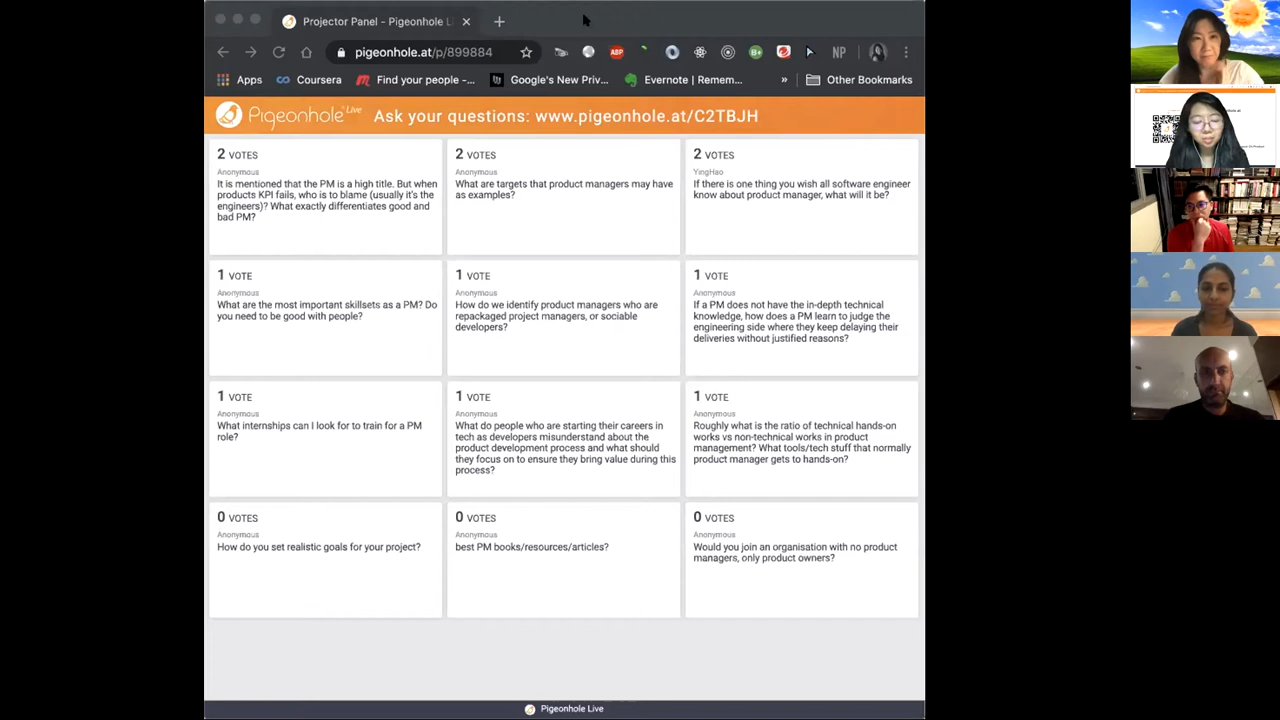 Projector Panel - Pigeonhole Li
pigeonhole.at/p/899884
ABP
B+
NP
Apps
Coursera
Find your people -...
Google's New Priv...
Evernote | Remem...
»
Other Bookmarks
Pigeonhole Live
Ask your questions: www.pigeonhole.at/C2TBJH
2 VOTES
Anonymous
It is mentioned that the PM is a high title. But when
products KPI fails, who is to blame (usually it's the
engineers)? What exactly differentiates good and
bad PM?
2 VOTES
Anonymous
What are targets that product managers may have
as examples?
2 VOTES
YingHao
If there is one thing you wish all software engineer
know about product manager, what will it be?
1 VOTE
Anonymous
What are the most important skillsets as a PM? Do
you need to be good with people?
1 VOTE
Anonymous
How do we identify product managers who are
repackaged project managers, or sociable
developers?
1 VOTE
Anonymous
If a PM does not have the in-depth technical
knowledge, how does a PM learn to judge the
engineering side where they keep delaying their
deliveries without justified reasons?
1 VOTE
Anonymous
What internships can I look for to train for a PM
role?
1 VOTE
Anonymous
What do people who are starting their careers in
tech as developers misunderstand about the
product development process and what should
they focus on to ensure they bring value during this
process?
1 VOTE
Anonymous
Roughly what is the ratio of technical hands-on
works vs non-technical works in product
management? What tools/tech stuff that normally
product manager gets to hands-on?
0 VOTES
Anonymous
How do you set realistic goals for your project?
0 VOTES
Anonymous
best PM books/resources/articles?
0 VOTES
Anonymous
Would you join an organisation with no product
managers, only product owners?
Pigeonhole Live